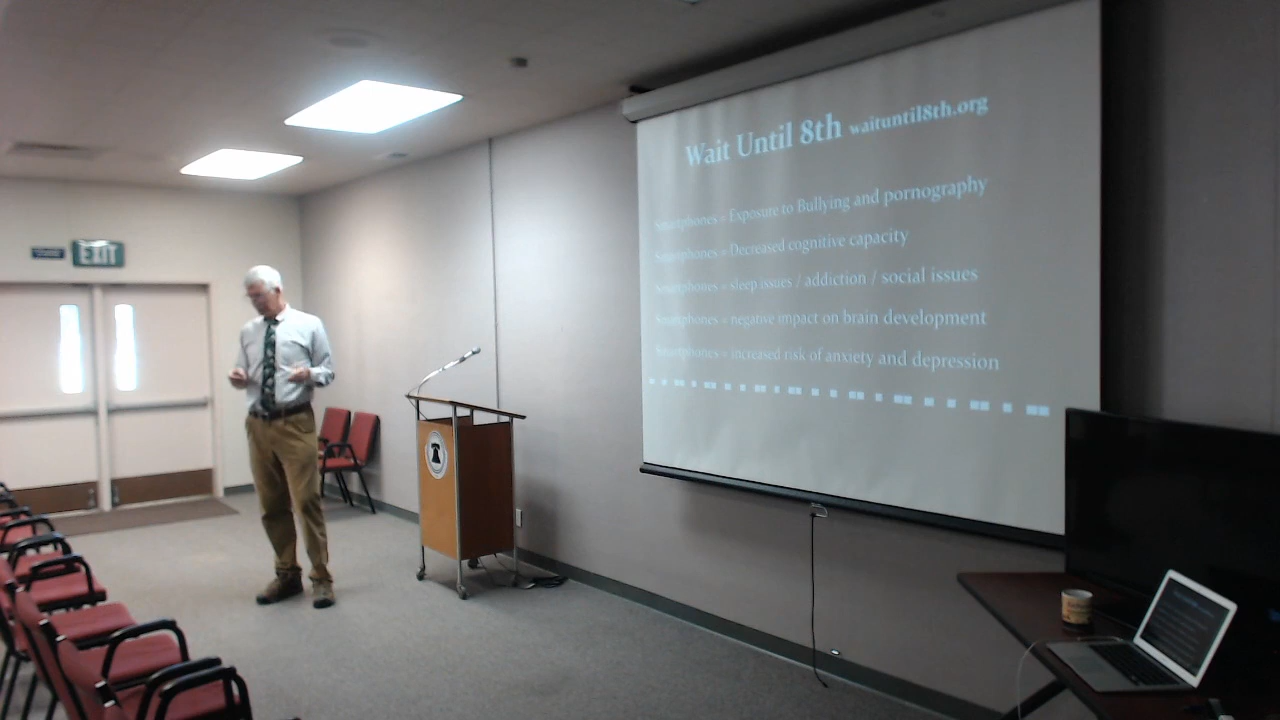 Wait Until 8th waituntil8th.org
Smartphones = Exposure to Bullying and pornography
Smartphones = Decreased cognitive capacity
Smartphones = sleep issues / addiction / social issues
Smartphones = negative impact on brain development
Smartphones = increased risk of anxiety and depression
EXIT